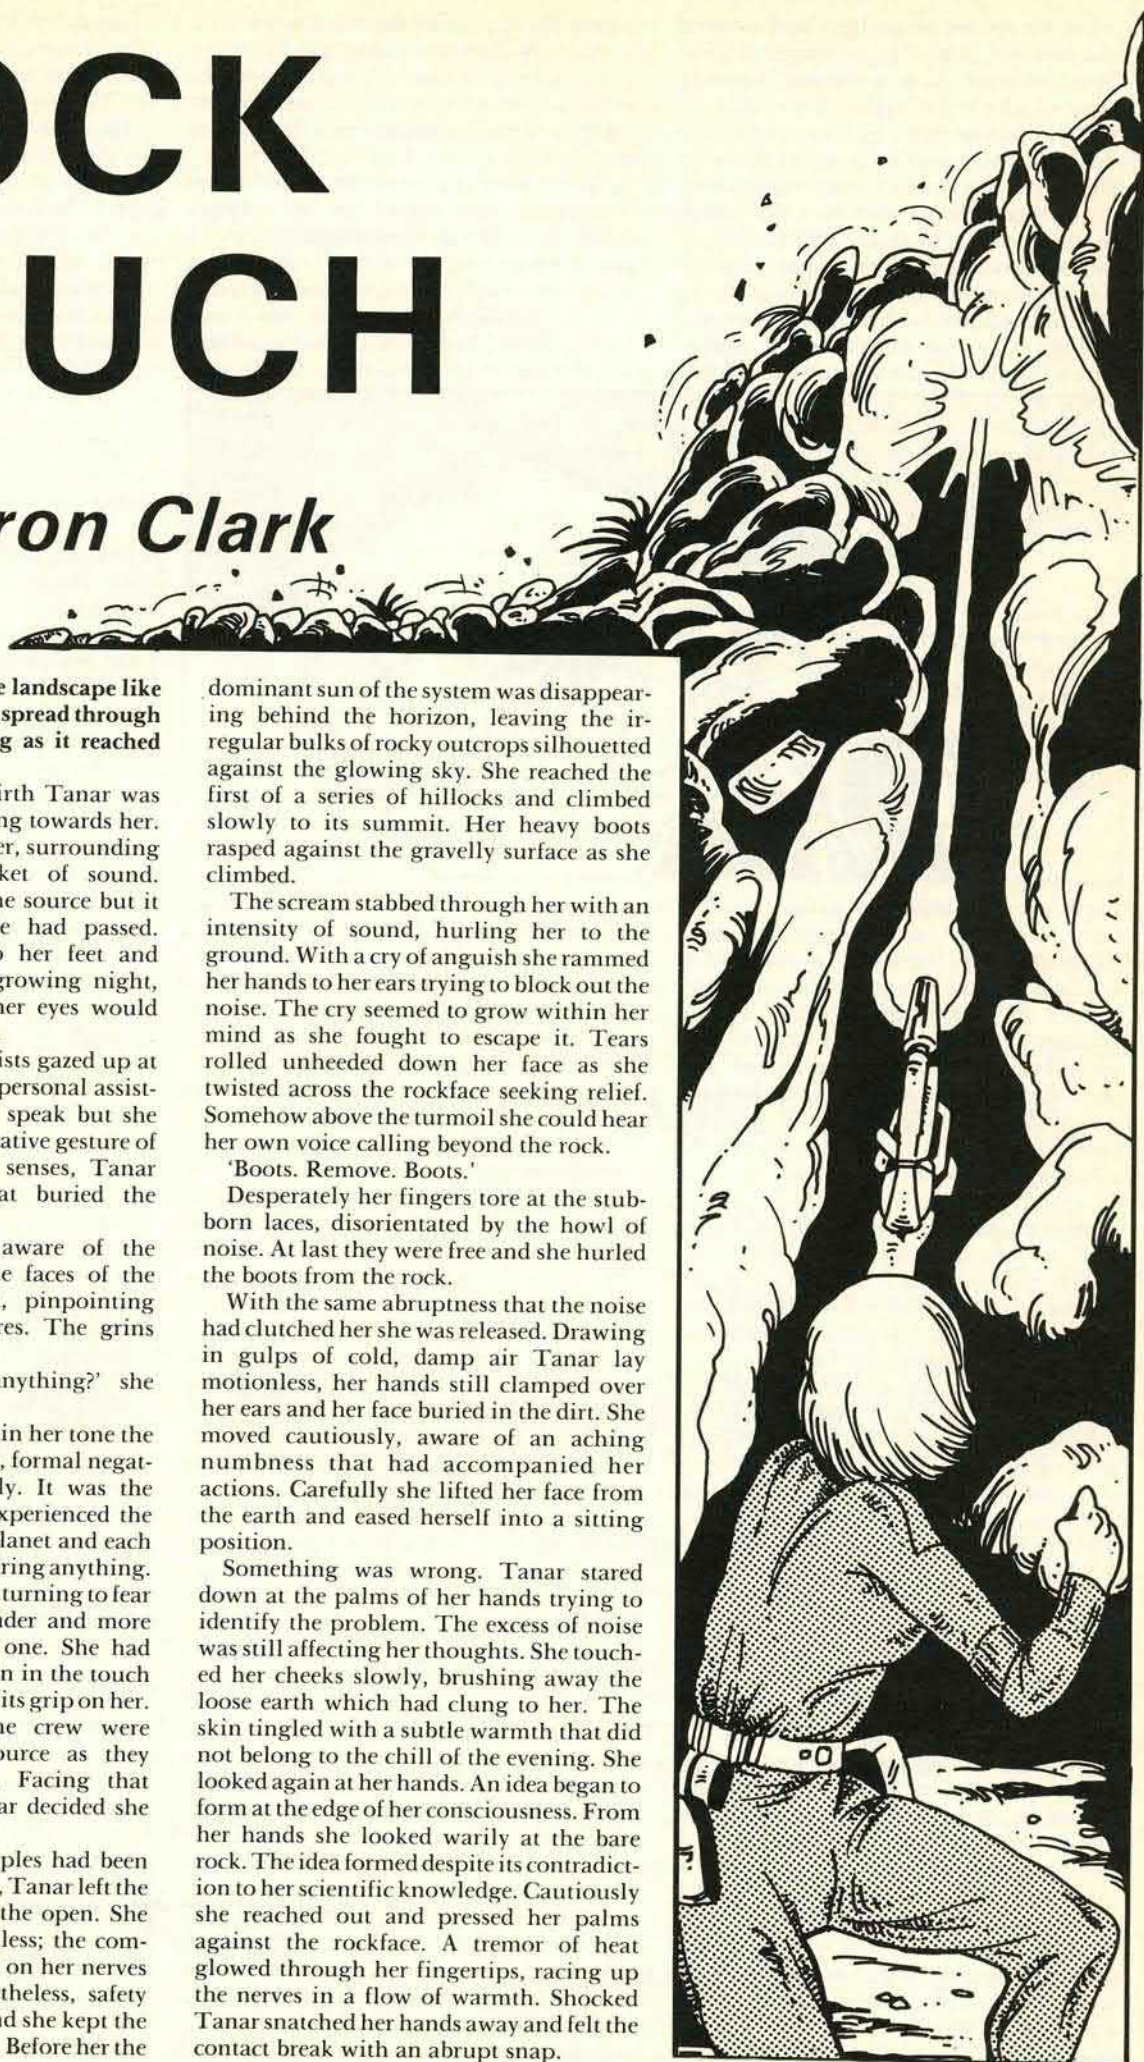 OCK
UCH
ron Clark
e landscape like
spread through
g as it reached
irth Tanar was
ng towards her.
er, surrounding
ket of sound.
he source but it
e had passed.
o her feet and
growing night,
her eyes would
ists gazed up at
personal assist-
speak but she
ative gesture of
senses, Tanar
at buried the
aware of the
e faces of the
, pinpointing
res. The grins
anything?' she
in her tone the
, formal negat-
ly. It was the
xperienced the
lanet and each
ring anything.
turning to fear
uder and more
one. She had
n in the touch
its grip on her.
he crew were
ource as they
Facing that
ar decided she
ples had been
, Tanar left the
the open. She
less; the com-
on her nerves
theless, safety
nd she kept the
Before her the
dominant sun of the system was disappear-
ing behind the horizon, leaving the ir-
regular bulks of rocky outcrops silhouetted
against the glowing sky. She reached the
first of a series of hillocks and climbed
slowly to its summit. Her heavy boots
rasped against the gravelly surface as she
climbed.
The scream stabbed through her with an
intensity of sound, hurling her to the
ground. With a cry of anguish she rammed
her hands to her ears trying to block out the
noise. The cry seemed to grow within her
mind as she fought to escape it. Tears
rolled unheeded down her face as she
twisted across the rockface seeking relief.
Somehow above the turmoil she could hear
her own voice calling beyond the rock.
'Boots. Remove. Boots.'
Desperately her fingers tore at the stub-
born laces, disorientated by the howl of
noise. At last they were free and she hurled
the boots from the rock.
With the same abruptness that the noise
had clutched her she was released. Drawing
in gulps of cold, damp air Tanar lay
motionless, her hands still clamped over
her ears and her face buried in the dirt. She
moved cautiously, aware of an aching
numbness that had accompanied her
actions. Carefully she lifted her face from
the earth and eased herself into a sitting
position.
Something was wrong. Tanar stared
down at the palms of her hands trying to
identify the problem. The excess of noise
was still affecting her thoughts. She touch-
ed her cheeks slowly, brushing away the
loose earth which had clung to her. The
skin tingled with a subtle warmth that did
not belong to the chill of the evening. She
looked again at her hands. An idea began to
form at the edge of her consciousness. From
her hands she looked warily at the bare
rock. The idea formed despite its contradict-
ion to her scientific knowledge. Cautiously
she reached out and pressed her palms
against the rockface. A tremor of heat
glowed through her fingertips, racing up
the nerves in a flow of warmth. Shocked
Tanar snatched her hands away and felt the
contact break with an abrupt snap.